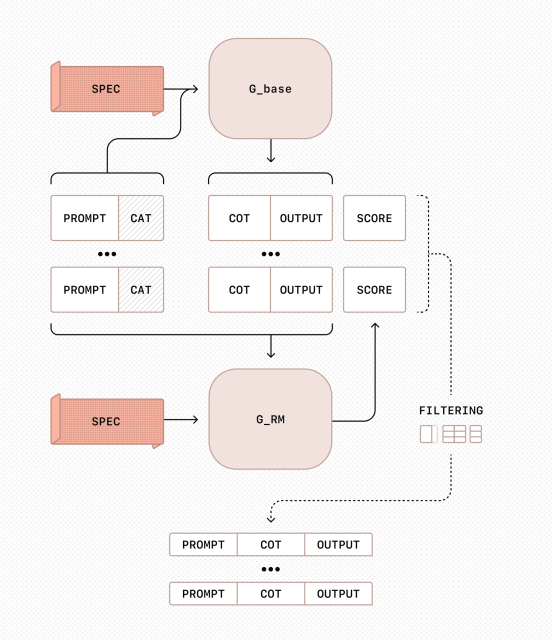 SPEC
G_base
PROMPT CAT COT OUTPUT SCORE
PROMPT CAT COT OUTPUT SCORE
FILTERING
SPEC
G_RM
PROMPT COT OUTPUT
PROMPT COT OUTPUT